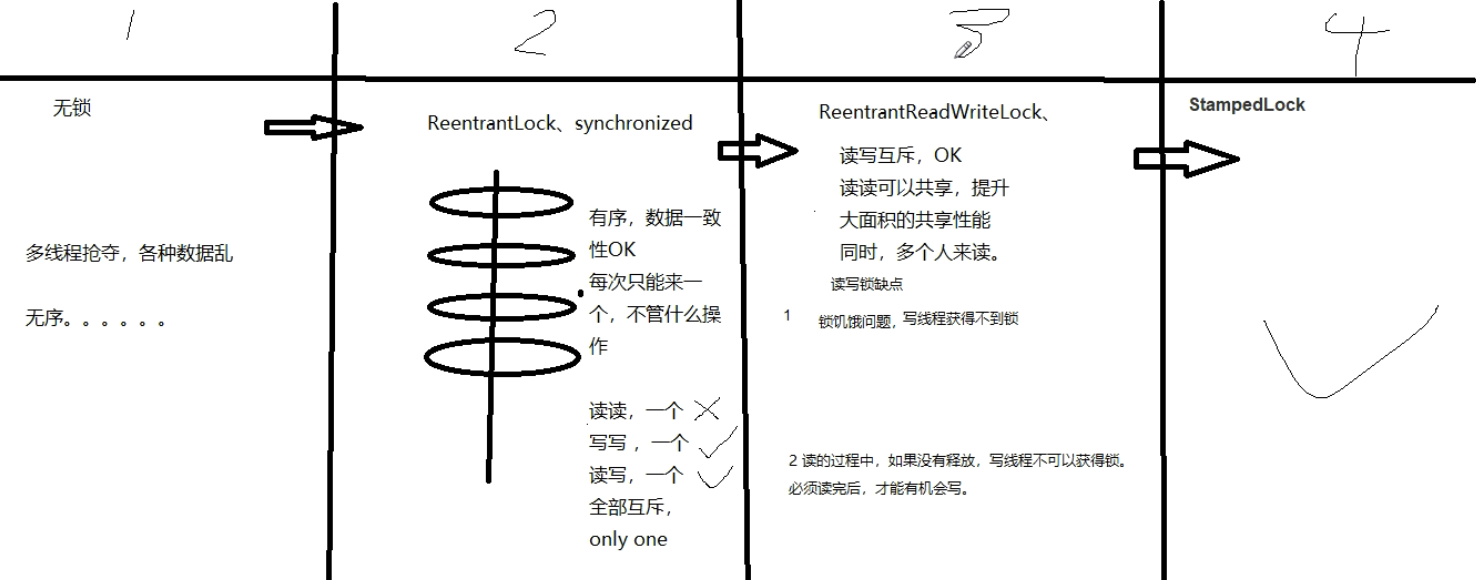 1
2
3
4
无锁
多线程抢夺，各种数据乱
无序。。。。。。
ReentrantLock、synchronized
有序，数据一致
性OK
每次只能来一
个，不管什么操
作
读读，一个
写写 ，一个
读写，一个
全部互斥，
only one
ReentrantReadWriteLock、
读写互斥，OK
读读可以共享，提升
大面积的共享性能
同时，多个人来读。
读写锁缺点
1 锁饥饿问题，写线程获得不到锁
2 读的过程中，如果没有释放，写线程不可以获得锁。
必须读完后，才能有机会写。
StampedLock